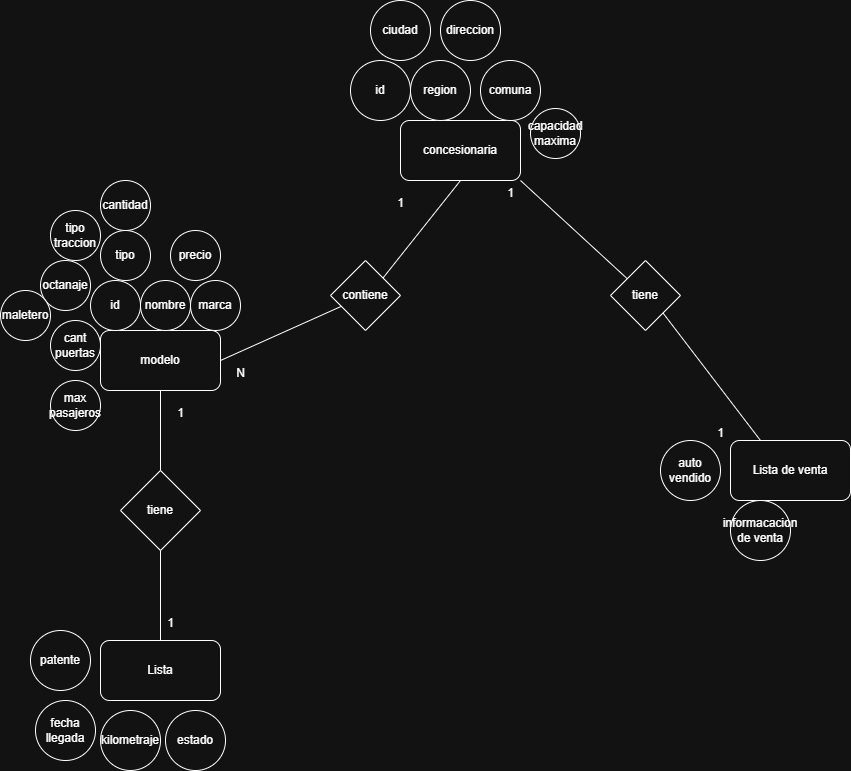 ciudad
direccion
id
region
comuna
capacidad
maxima
concesionaria
1
1
cantidad
tipo
traccion
tipo
precio
octanaje
maletero
id
nombre
marca
contiene
tiene
cant
puertas
modelo
N
max
pasajeros
1
1
auto
vendido
Lista de venta
informacacion
de venta
tiene
1
patente
Lista
fecha
llegada
kilometraje
estado